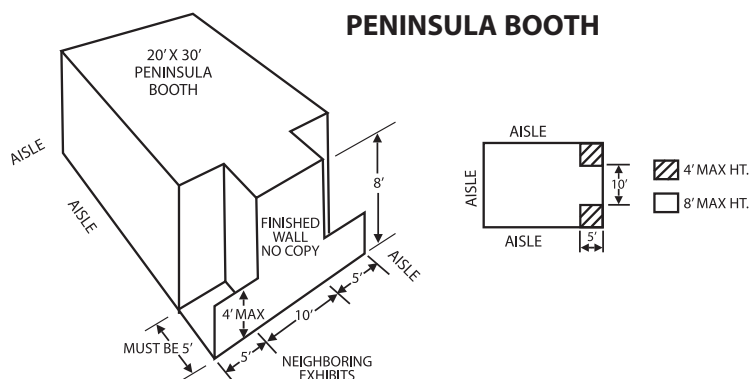 PENINSULA BOOTH
20' X 30'
PENINSULA
BOOTH
AISLE
AISLE
8'
FINISHED
WALL
NO COPY
AISLE
4' MAX
5'
10'
5'
MUST BE 5'
NEIGHBORING
EXHIBITS
AISLE
AISLE
10'
AISLE
5'
4' MAX HT.
8' MAX HT.